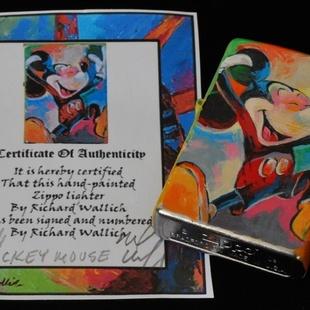 Certificate Of Authenticity
It is hereby certified
That this hand-painted
Zippo lighter
By Richard Wallich
as been signed and numbered
By Richard Wallich
CKEY MOUSE